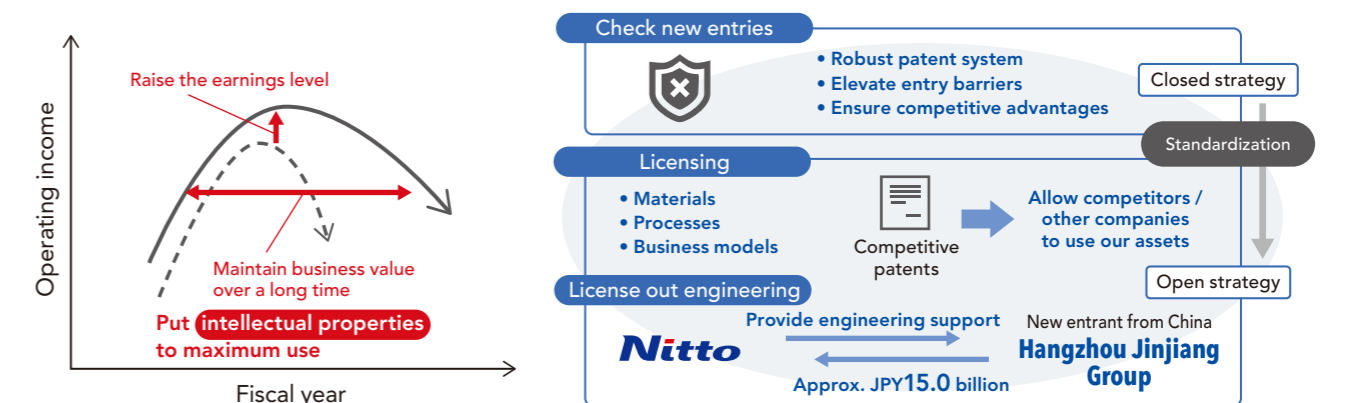 Operating income
Raise the earnings level
Maintain business value
over a long time
Put intellectual properties
to maximum use
Fiscal year
Check new entries
• Robust patent system
• Elevate entry barriers
• Ensure competitive advantages
Closed strategy
Standardization
Open strategy
Licensing
• Materials
• Processes
• Business models
Competitive
patents
Allow competitors /
other companies
to use our assets
License out engineering
Nitto
Provide engineering support
Approx. JPY15.0 billion
New entrant from China
Hangzhou Jinjiang
Group